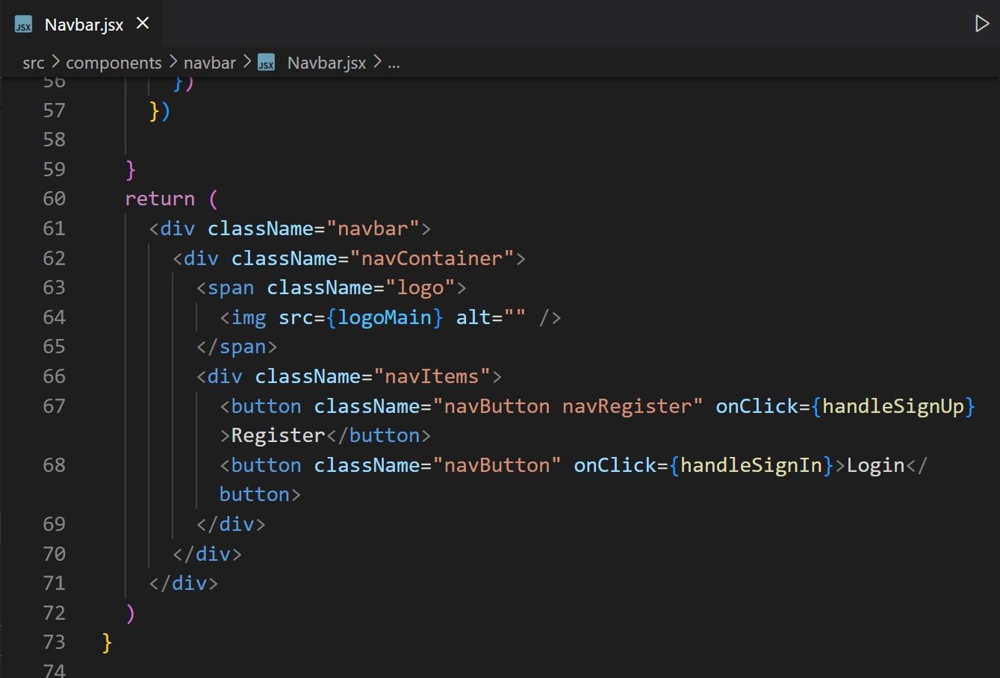 Navbar.jsx
src > components > navbar > Navbar.jsx > ...
56 })
57 })
58
59 }
60 return (
61 <div className="navbar">
62 <div className="navContainer">
63 <span className="logo">
64 <img src={logoMain} alt="" />
65 </span>
66 <div className="navItems">
67 <button className="navButton navRegister" onClick={handleSignUp}
>Register</button>
68 <button className="navButton" onClick={handleSignIn}>Login</
button>
69 </div>
70 </div>
71 </div>
72 )
73 }
74